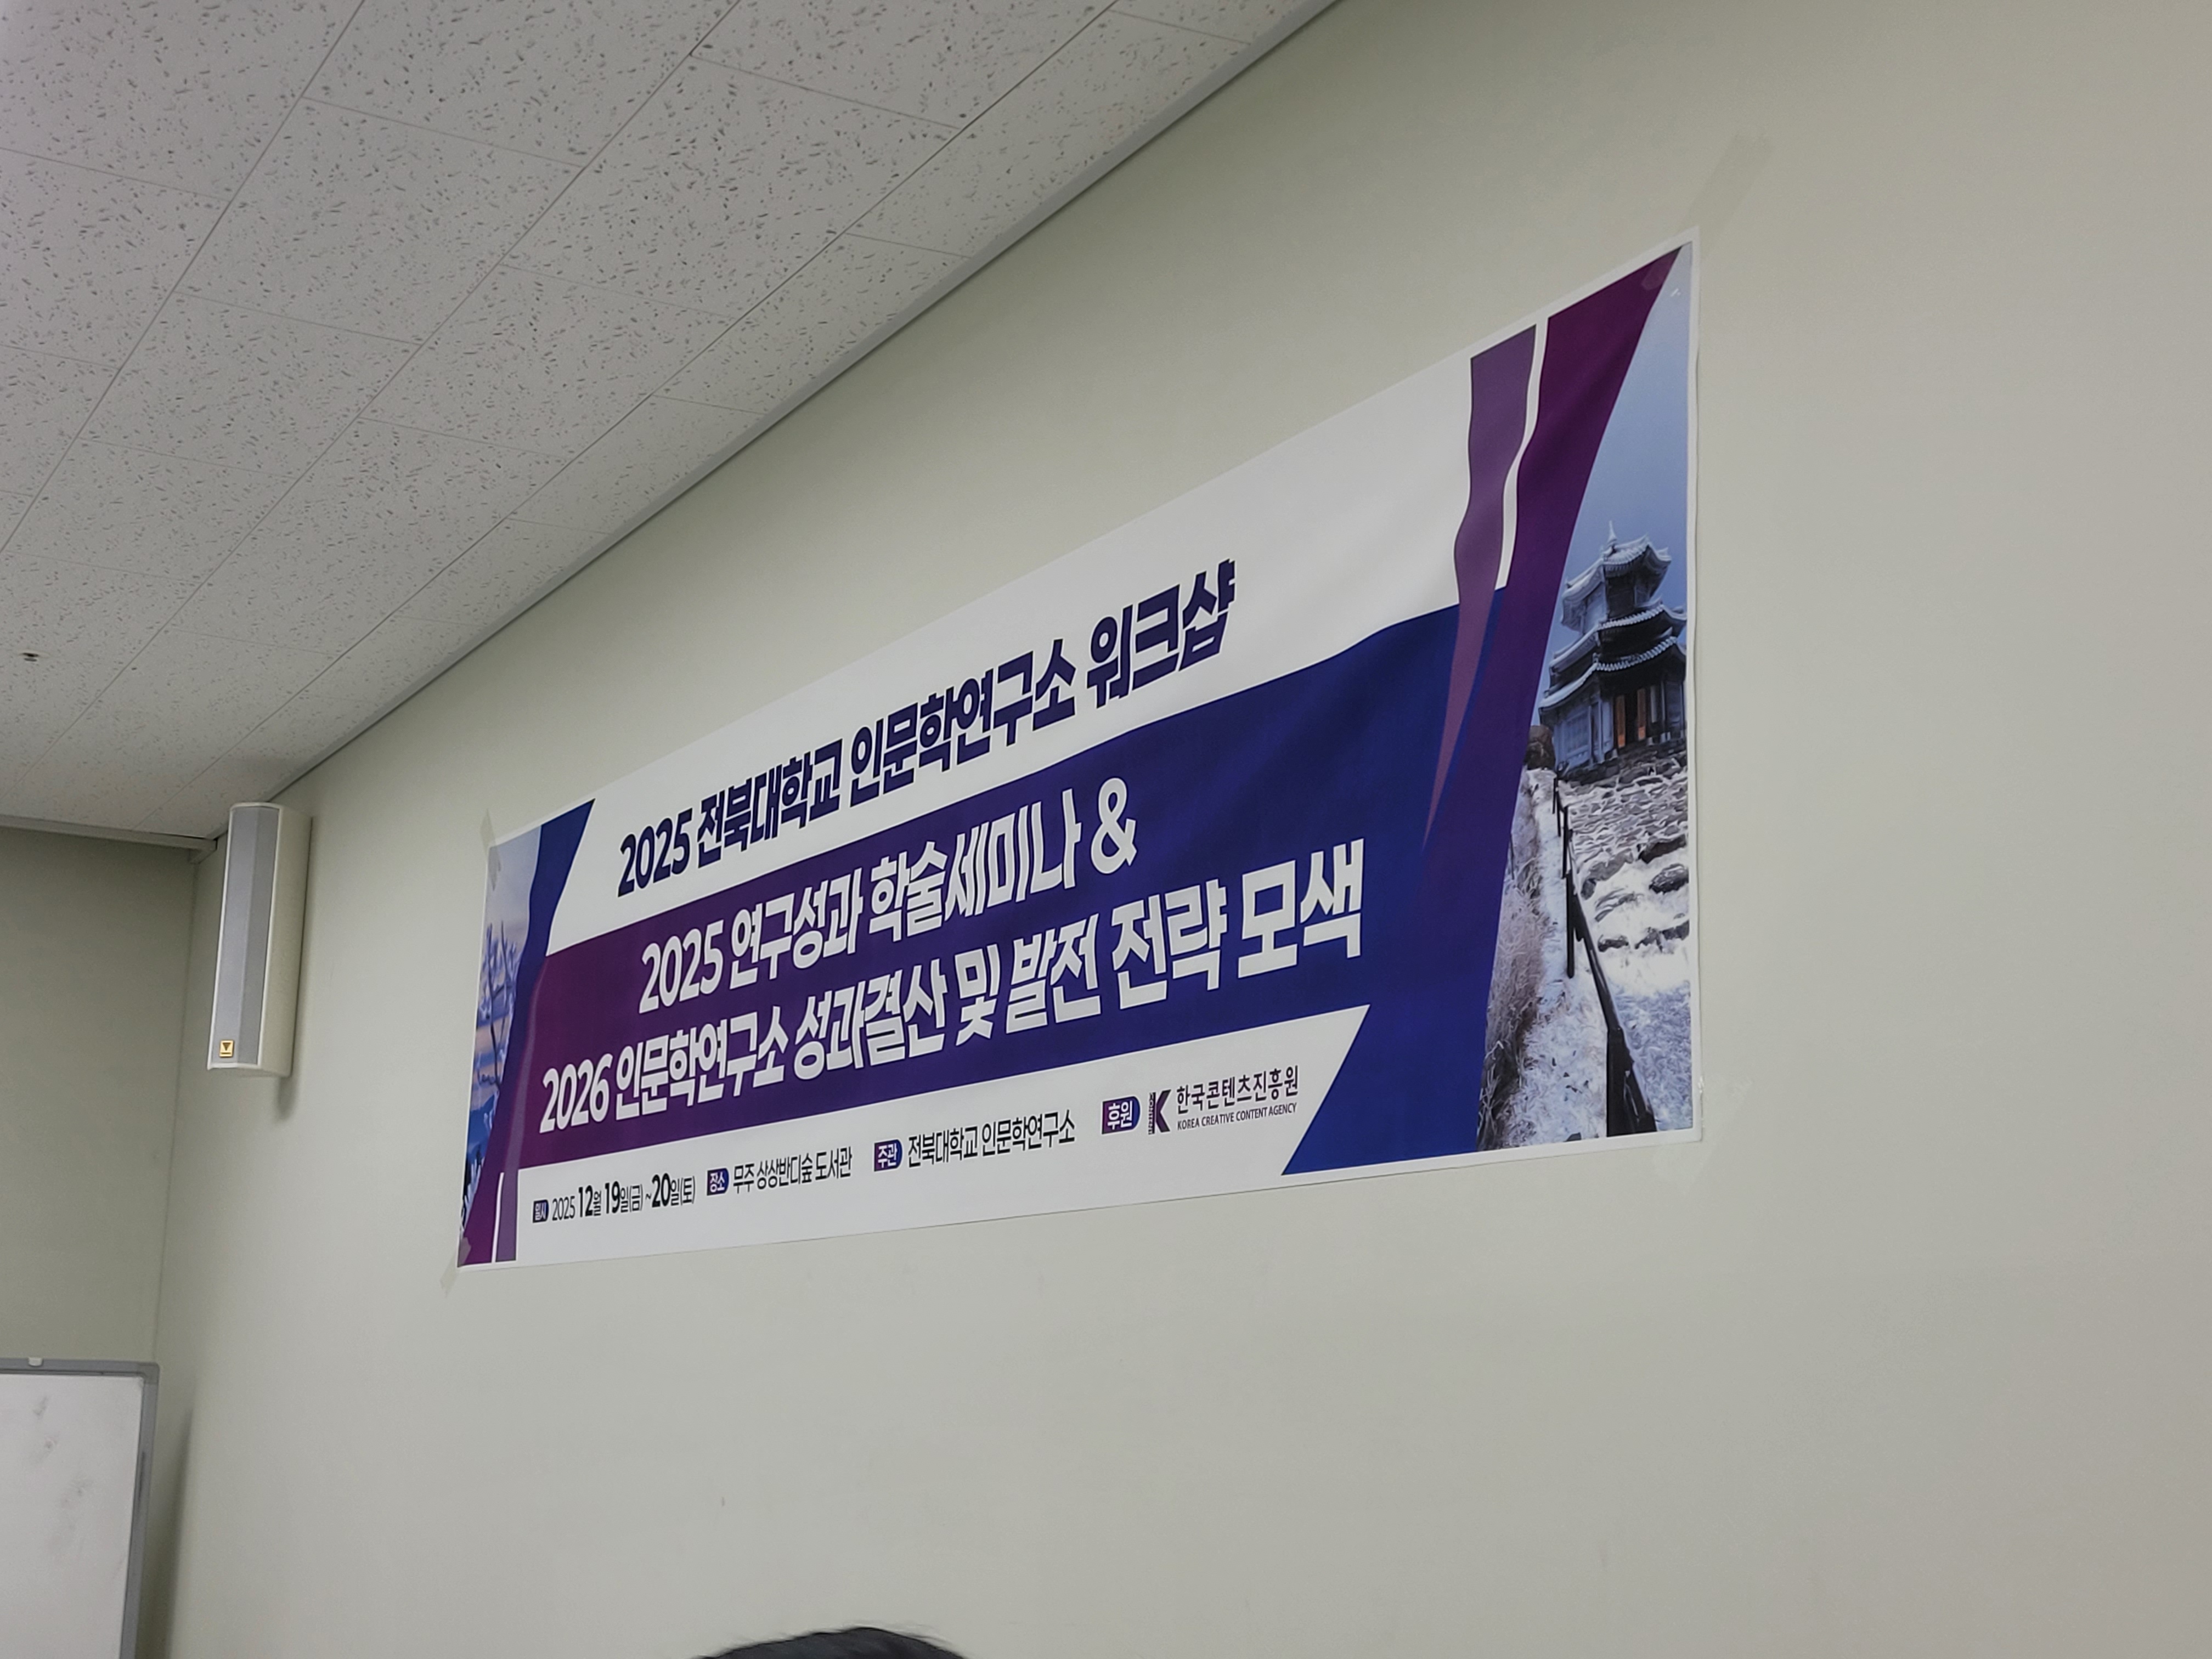 2025 전북대학교 인문학연구소 워크샵
2025 연구성과 학술세미나 &
2026 인문학연구소 성과결산 및 발전 전략 모색
일시 2025 12월 19일(금) ~20일(토) 장소 무주 상상반디숲 도서관 주관 전북대학교 인문학연구소 후원 한국콘텐츠진흥원
KOREA CREATIVE CONTENT AGENCY